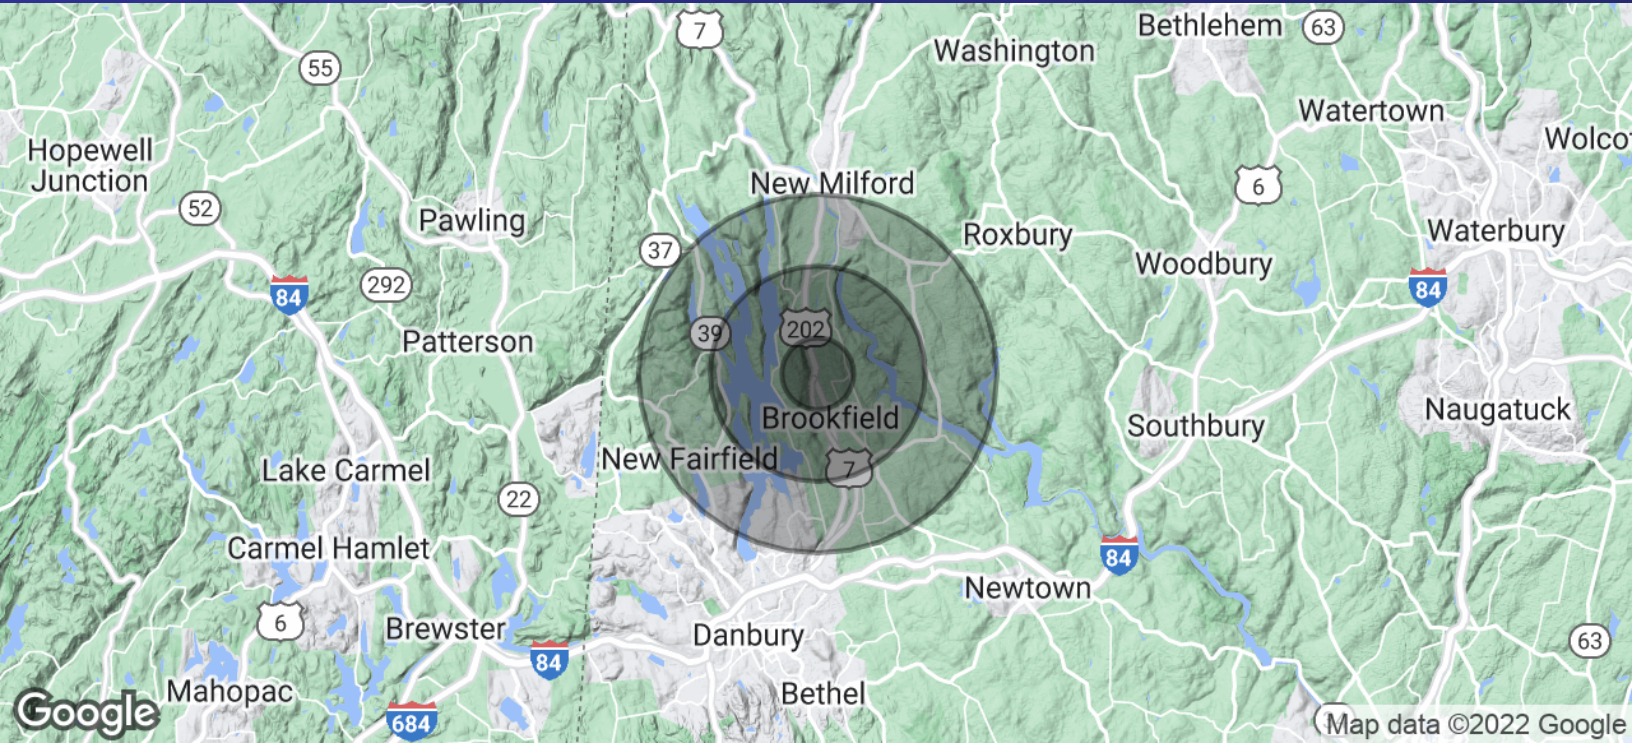 7
Bethlehem
63
Washington
55
Watertown
Wolco
Hopewell
Junction
New Milford
6
52
Pawling
Roxbury
Waterbury
37
Woodbury
292
84
84
39
202
Patterson
Brookfield
Naugatuck
Southbury
New Fairfield
7
Lake Carmel
22
Carmel Hamlet
84
Newtown
6
Brewster
Danbury
63
84
Mahopac
Bethel
Google
684
Map data ©2022 Google